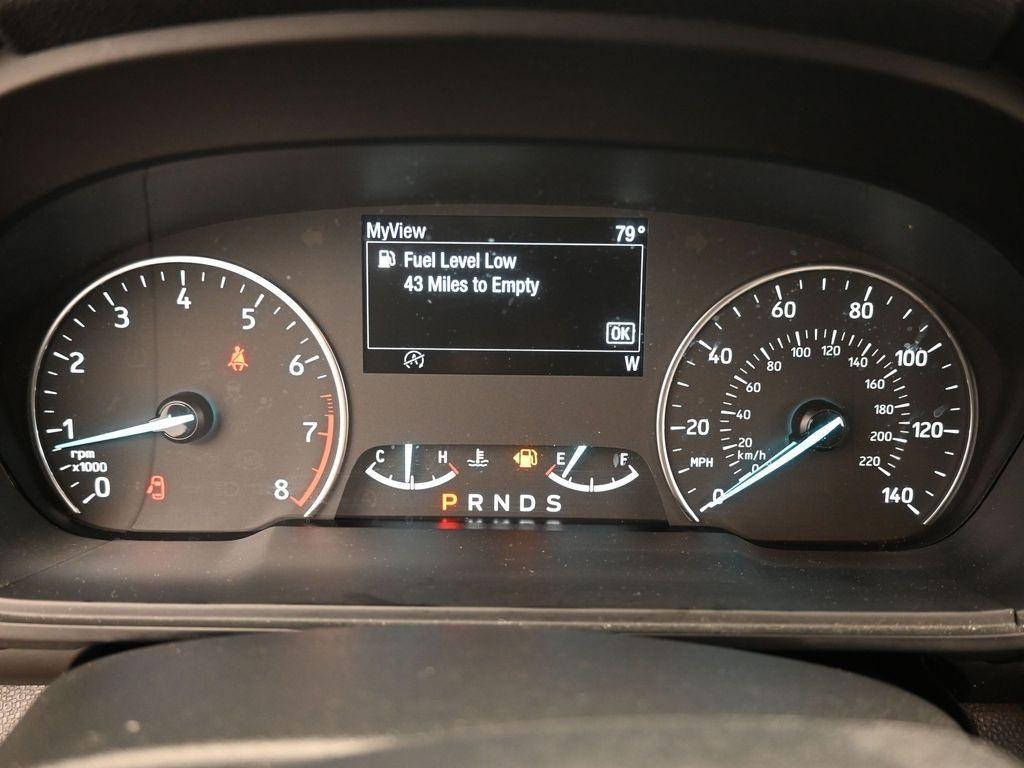 MyView 79°
Fuel Level Low
43 Miles to Empty
OK
W
0 1 2 3 4 5 6 7 8
rpm
x1000
C H E F
P R N D S
0 20 40 60 80 100 120 140
MPH
km/h
0 20 40 60 80 100 120 140 160 180 200 220